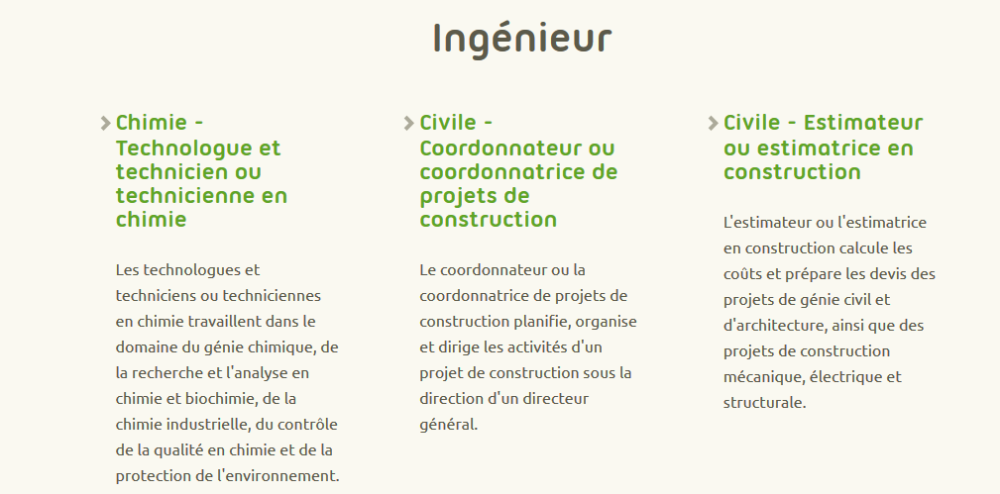 Ingénieur
Chimie -
Technologue et
technicien ou
technicienne en
chimie
Les technologues et
techniciens ou techniciennes
en chimie travaillent dans le
domaine du génie chimique, de
la recherche et l'analyse en
chimie et biochimie, de la
chimie industrielle, du contrôle
de la qualité en chimie et de la
protection de l'environnement.
Civile -
Coordonnateur ou
coordonnatrice de
projets de
construction
Le coordonnateur ou la
coordonnatrice de projets de
construction planifie, organise
et dirige les activités d'un
projet de construction sous la
direction d'un directeur
général.
Civile - Estimateur
ou estimatrice en
construction
L'estimateur ou l'estimatrice
en construction calcule les
coûts et prépare les devis des
projets de génie civil et
d'architecture, ainsi que des
projets de construction
mécanique, électrique et
structurale.